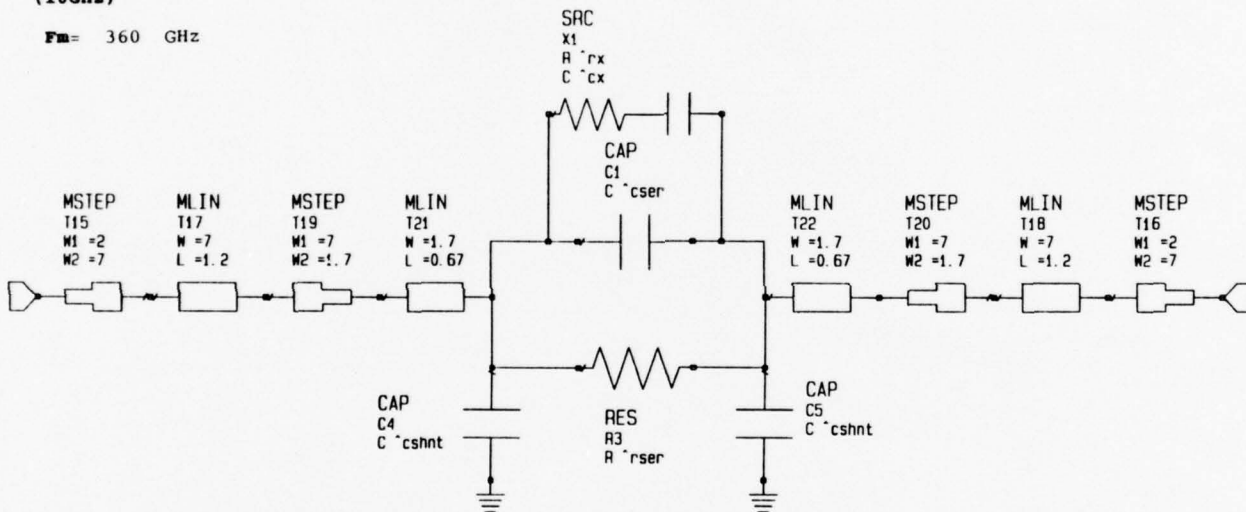 Fm= 360 GHz
SRC
X1
R ^rx
C ^cx
CAP
C1
C ^cser
MSTEP
T15
W1 =2
W2 =7
MLIN
T17
W =7
L =1.2
MSTEP
T19
W1 =7
W2 =1.7
MLIN
T21
W =1.7
L =0.67
MLIN
T22
W =1.7
L =0.67
MSTEP
T20
W1 =7
W2 =1.7
MLIN
T18
W =7
L =1.2
MSTEP
T16
W1 =2
W2 =7
CAP
C4
C ^cshnt
RES
R3
R ^rser
CAP
C5
C ^cshnt